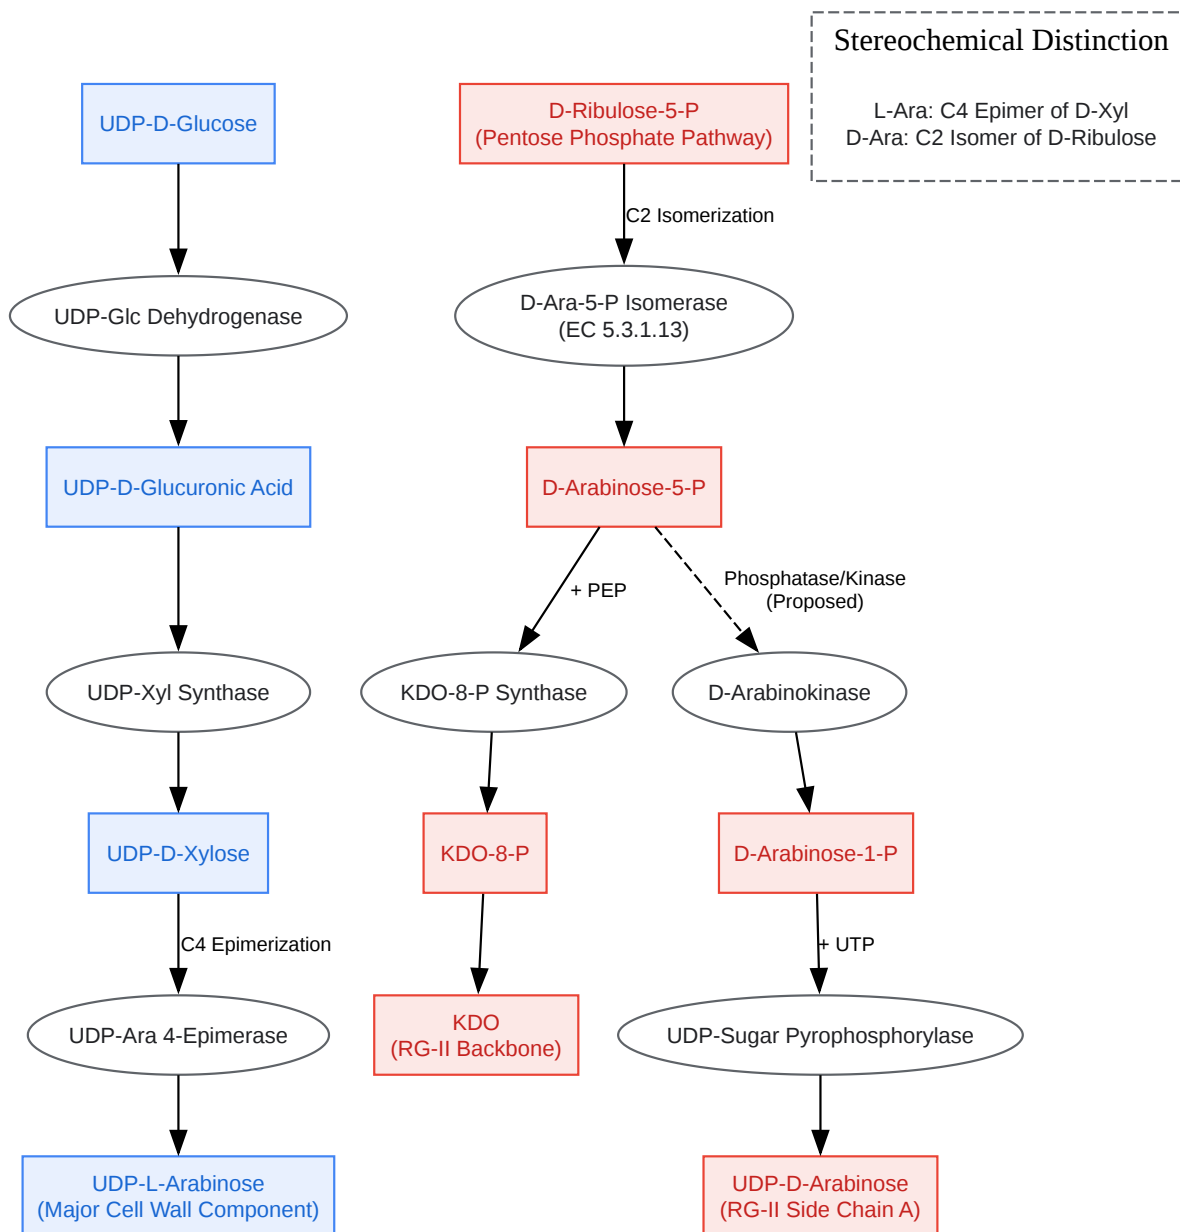 Stereochemical Distinction
L-Ara: C4 Epimer of D-Xyl
D-Ara: C2 Isomer of D-Ribulose
UDP-D-Glucose
UDP-Glc Dehydrogenase
UDP-D-Glucuronic Acid
UDP-Xyl Synthase
UDP-D-Xylose
C4 Epimerization
UDP-Ara 4-Epimerase
UDP-L-Arabinose
(Major Cell Wall Component)
D-Ribulose-5-P
(Pentose Phosphate Pathway)
C2 Isomerization
D-Ara-5-P Isomerase
(EC 5.3.1.13)
D-Arabinose-5-P
+ PEP
KDO-8-P Synthase
KDO-8-P
KDO
(RG-II Backbone)
Phosphatase/Kinase
(Proposed)
D-Arabinokinase
D-Arabinose-1-P
+ UTP
UDP-Sugar Pyrophosphorylase
UDP-D-Arabinose
(RG-II Side Chain A)